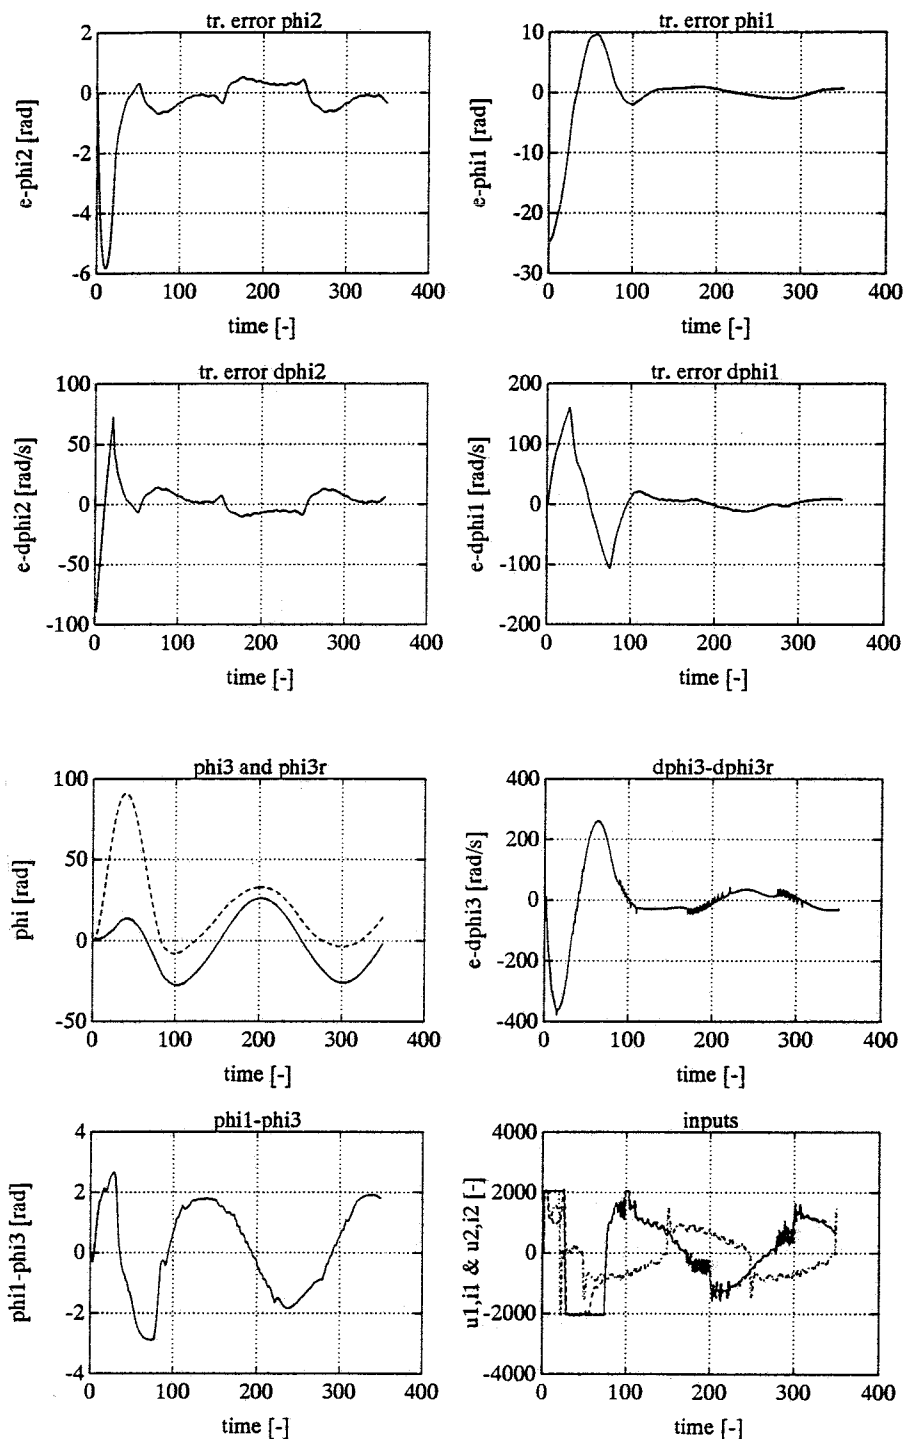 tr. error phi2
2
0
-2
-4
-6
e-phi2 [rad]
0 100 200 300 400
time [-]
tr. error phi1
10
0
-10
-20
-30
e-phi1 [rad]
0 100 200 300 400
time [-]
tr. error dphi2
100
50
0
-50
-100
e-dphi2 [rad/s]
0 100 200 300 400
time [-]
tr. error dphi1
200
100
0
-100
-200
e-dphi1 [rad/s]
0 100 200 300 400
time [-]
phi3 and phi3r
100
50
0
-50
phi [rad]
0 100 200 300 400
time [-]
dphi3-dphi3r
400
200
0
-200
-400
e-dphi3 [rad/s]
0 100 200 300 400
time [-]
phi1-phi3
4
2
0
-2
-4
phi1-phi3 [rad]
0 100 200 300 400
time [-]
inputs
4000
2000
0
-2000
-4000
u1,i1 & u2,i2 [-]
0 100 200 300 400
time [-]